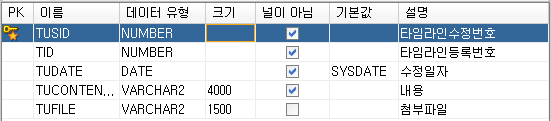 PK 이름 데이터 유형 크기 널이 아님 기본값 설명
TUSID NUMBER 타임라인수정번호
TID NUMBER 타임라인등록번호
TUDATE DATE SYSDATE 수정일자
TUCONTEN... VARCHAR2 4000 내용
TUFILE VARCHAR2 1500 첨부파일